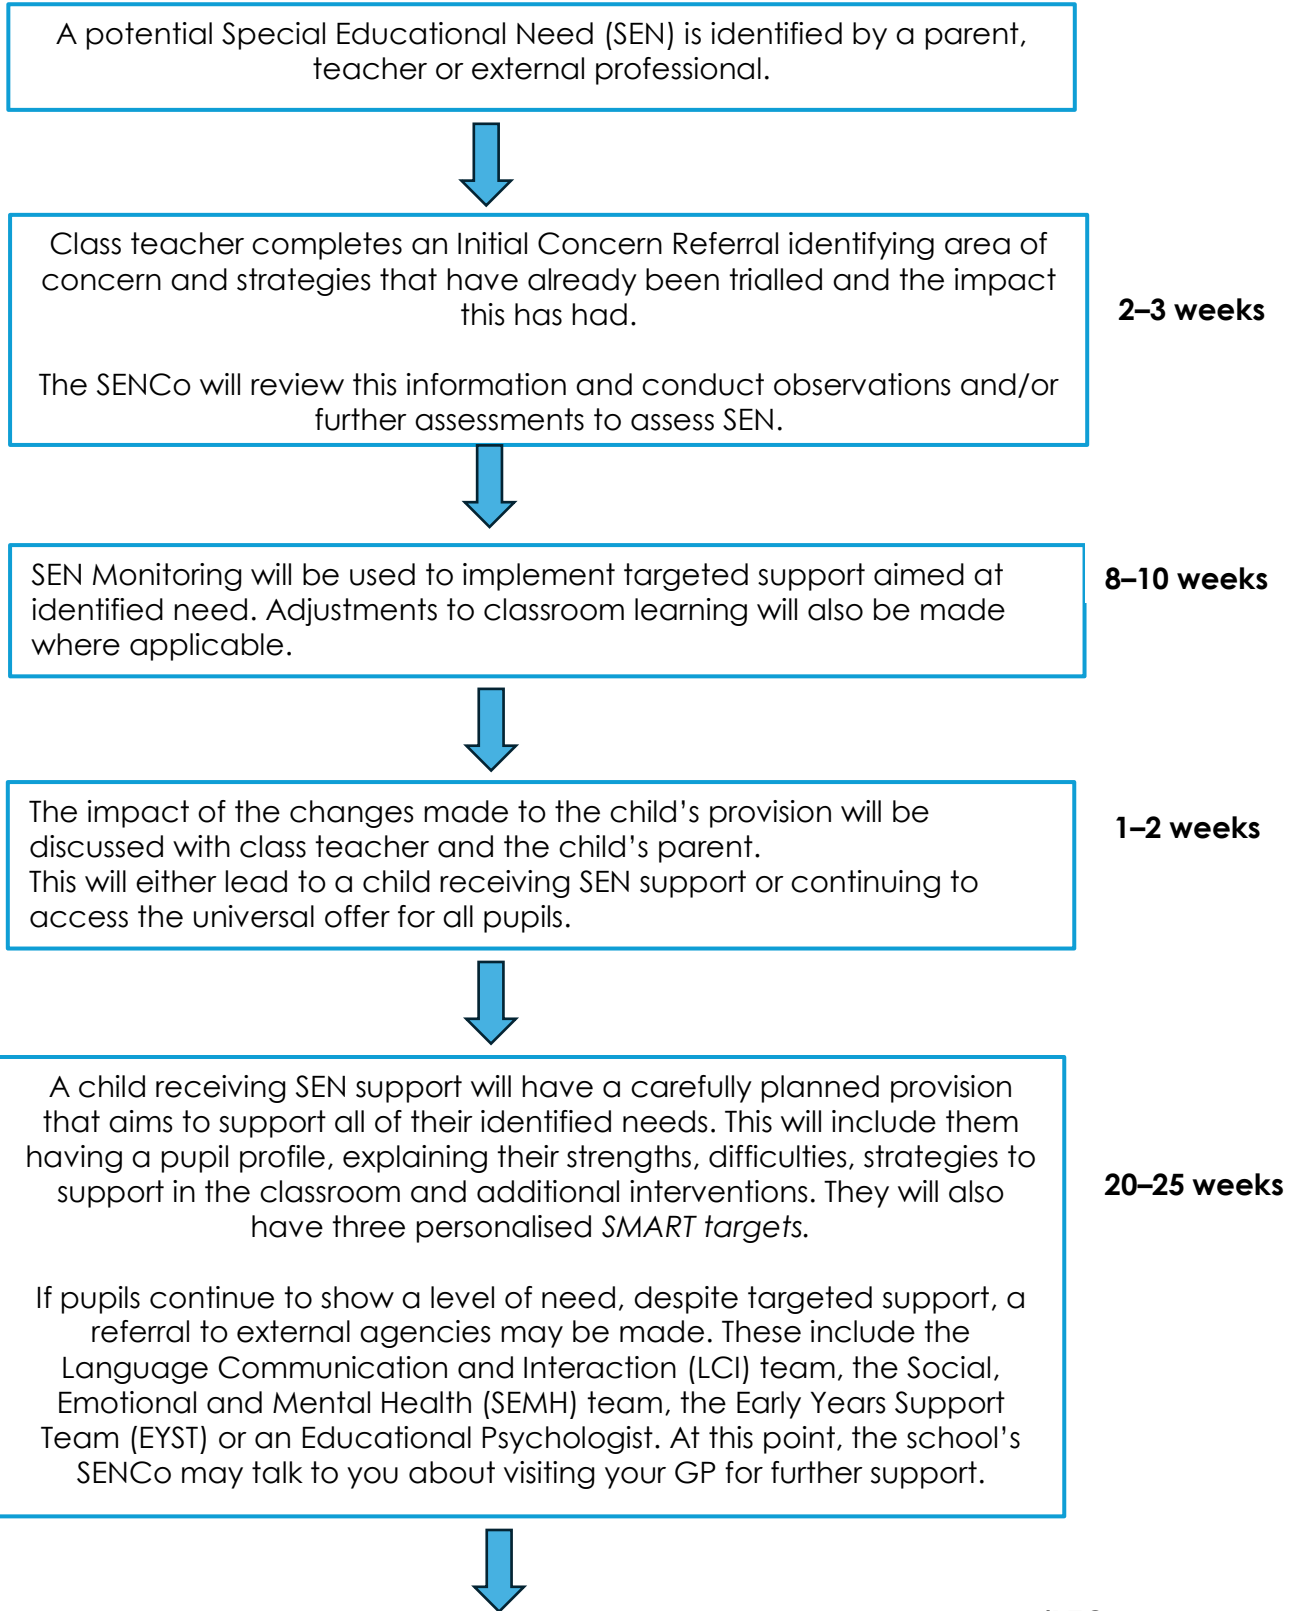 A potential Special Educational Need (SEN) is identified by a parent,
teacher or external professional.
Class teacher completes an Initial Concern Referral identifying area of
concern and strategies that have already been trialled and the impact
this has had.
The SENCo will review this information and conduct observations and/or
further assessments to assess SEN.
2–3 weeks
SEN Monitoring will be used to implement targeted support aimed at
identified need. Adjustments to classroom learning will also be made
where applicable.
8–10 weeks
The impact of the changes made to the child’s provision will be
discussed with class teacher and the child’s parent.
This will either lead to a child receiving SEN support or continuing to
access the universal offer for all pupils.
1–2 weeks
A child receiving SEN support will have a carefully planned provision
that aims to support all of their identified needs. This will include them
having a pupil profile, explaining their strengths, difficulties, strategies to
support in the classroom and additional interventions. They will also
have three personalised SMART targets.
If pupils continue to show a level of need, despite targeted support, a
referral to external agencies may be made. These include the
Language Communication and Interaction (LCI) team, the Social,
Emotional and Mental Health (SEMH) team, the Early Years Support
Team (EYST) or an Educational Psychologist. At this point, the school’s
SENCo may talk to you about visiting your GP for further support.
20–25 weeks